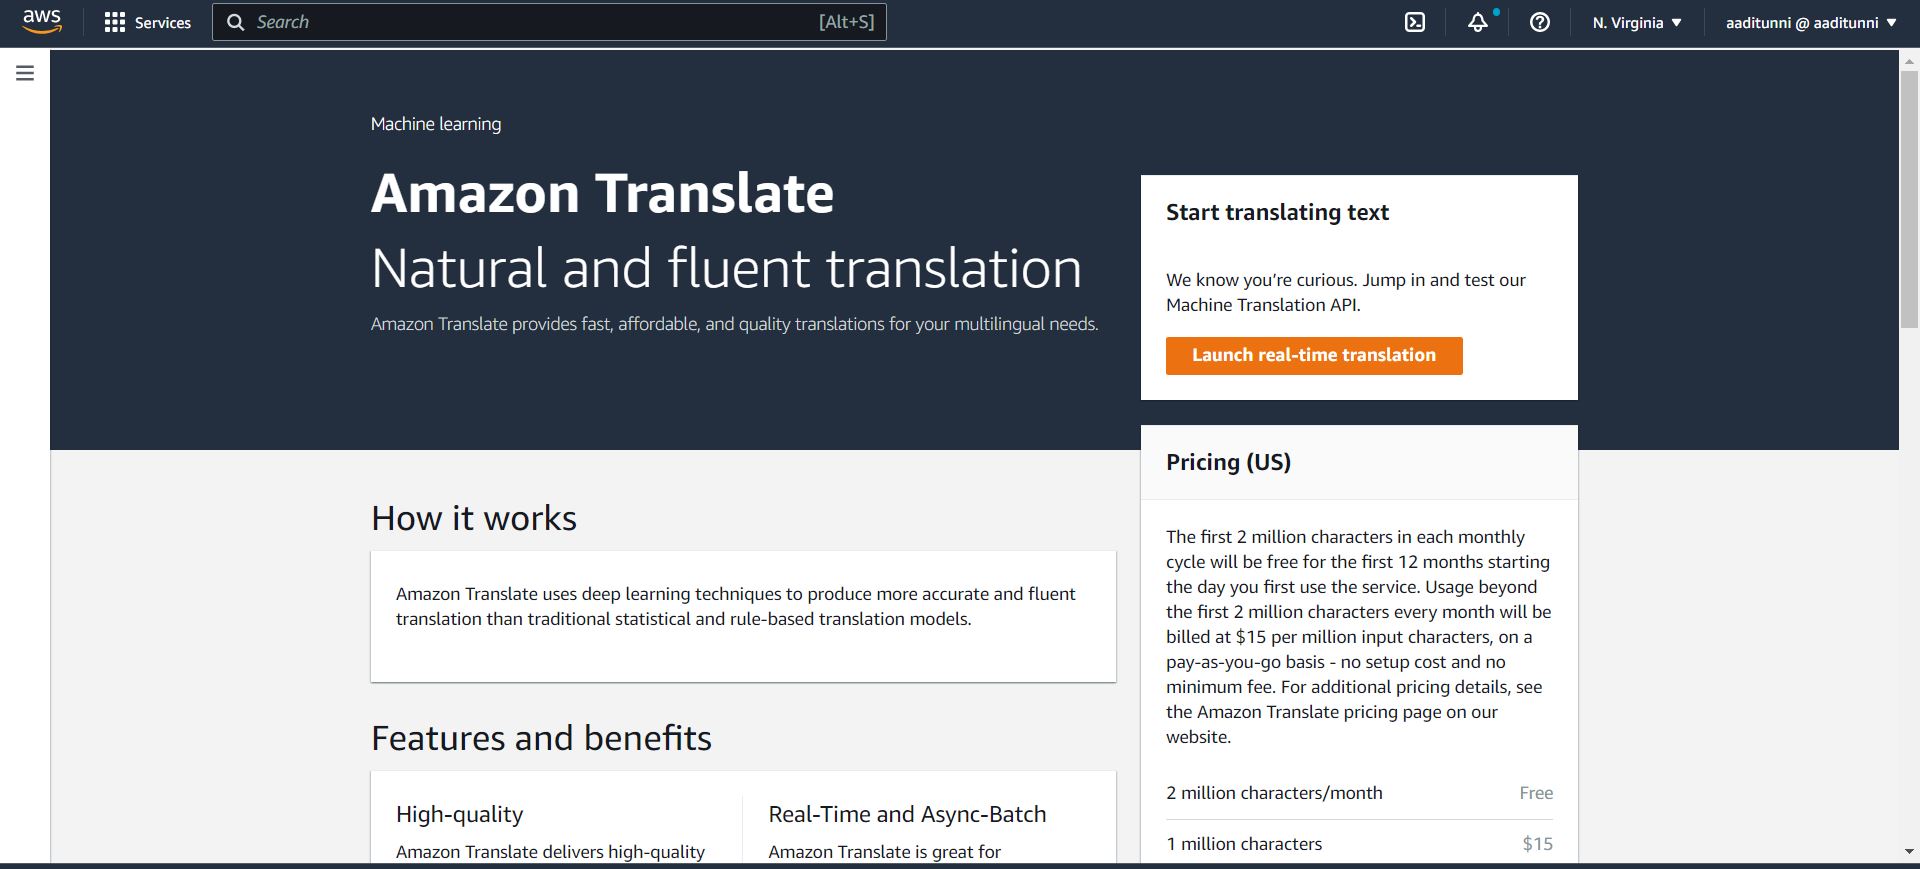 aws
Services
Search
[Alt+S]
N. Virginia
aaditunni @ aaditunni
Machine learning
Amazon Translate
Natural and fluent translation
Amazon Translate provides fast, affordable, and quality translations for your multilingual needs.
Start translating text
We know you’re curious. Jump in and test our
Machine Translation API.
Launch real-time translation
Pricing (US)
The first 2 million characters in each monthly
cycle will be free for the first 12 months starting
the day you first use the service. Usage beyond
the first 2 million characters every month will be
billed at $15 per million input characters, on a
pay-as-you-go basis - no setup cost and no
minimum fee. For additional pricing details, see
the Amazon Translate pricing page on our
website.
2 million characters/month
Free
1 million characters
$15
How it works
Amazon Translate uses deep learning techniques to produce more accurate and fluent
translation than traditional statistical and rule-based translation models.
Features and benefits
High-quality
Amazon Translate delivers high-quality
Real-Time and Async-Batch
Amazon Translate is great for